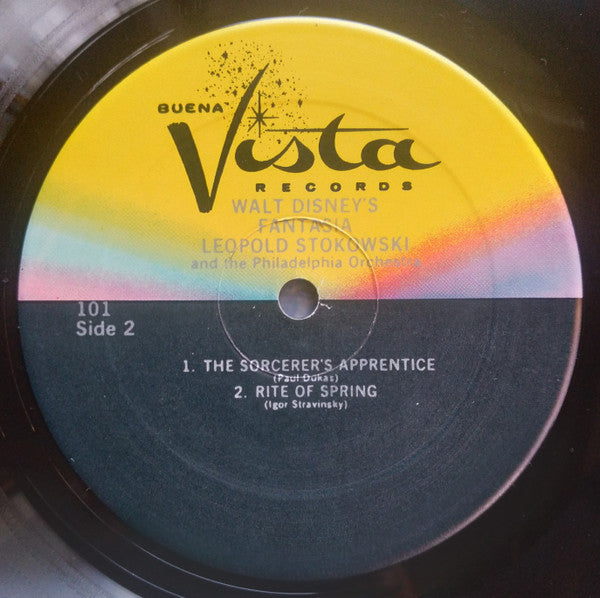 BUENA
Vista
RECORDS
WALT DISNEY'S
FANTASIA
LEOPOLD STOKOWSKI
and the Philadelphia Orchestra
101
Side 2
1. THE SORCERER'S APPRENTICE
(Paul Dukas)
2. RITE OF SPRING
(Igor Stravinsky)